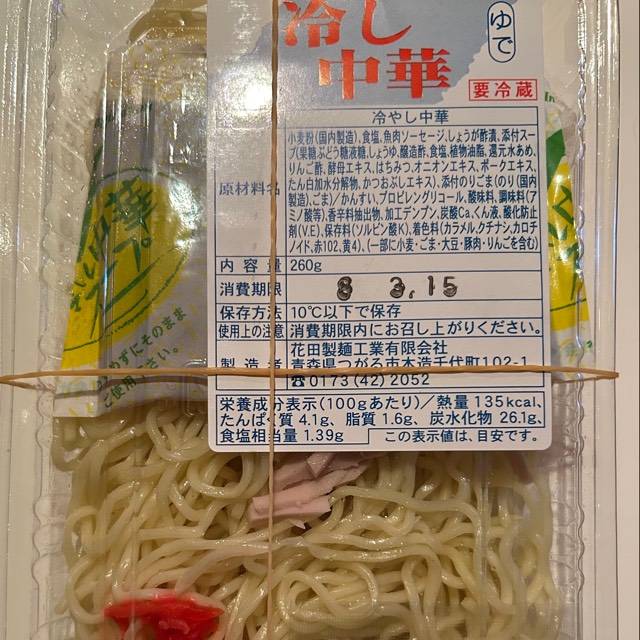 冷し
中華
ゆで
要冷蔵
冷やし中華
原材料名
小麦粉(国内製造)、食塩、魚肉ソーセージ、しょうが酢漬、添付スー
プ(果糖ぶどう糖液糖、しょうゆ、醸造酢、食塩、植物油脂、還元水あめ、
りんご酢、酵母エキス、はちみつ、オニオンエキス、ポークエキス、
たん白加水分解物、かつおぶしエキス)、添付のりごま(のり(国内
製造)、ごま)/かんすい、プロピレングリコール、酸味料、調味料(ア
ミノ酸等)、香辛料抽出物、加工デンプン、炭酸Ca、くん液、酸化防止
剤(V.E)、保存料(ソルビン酸K)、着色料(カラメル、クチナシ、カロチ
ノイド、赤102、黄4)、(一部に小麦・ごま・大豆・豚肉・りんごを含む)
内容量 260g
消費期限 8 3.15
保存方法 10℃以下で保存
使用上の注意 消費期限内にお召し上がりください。
製造者 花田製麺工業有限会社
青森県つがる市木造千代町102-1
☎0173(42)2052
栄養成分表示(100gあたり)/熱量 135kcal、
たんぱく質 4.1g、脂質 1.6g、炭水化物 26.1g、
食塩相当量 1.39g この表示値は、目安です。
中華
スープ
めずにそのまま
ご使用下さい。